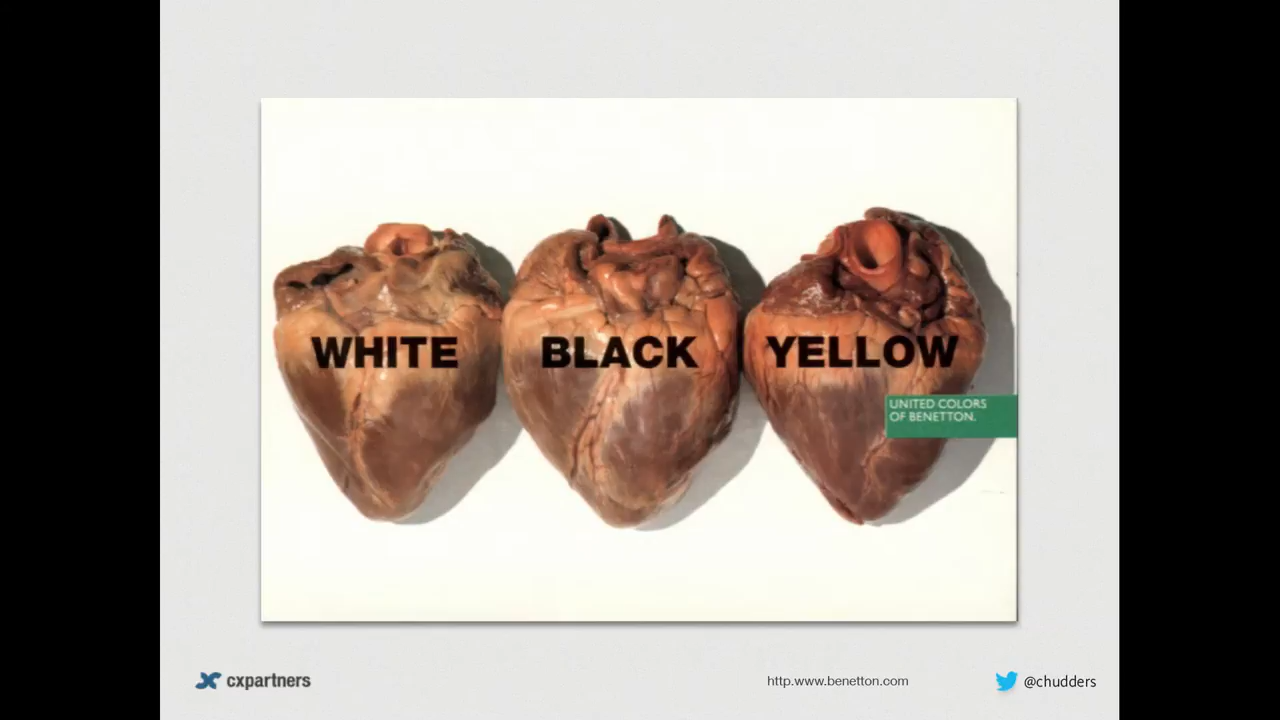 WHITE
BLACK
YELLOW
UNITED COLORS
OF BENETTON.
cxpartners
http.www.benetton.com
@chudders